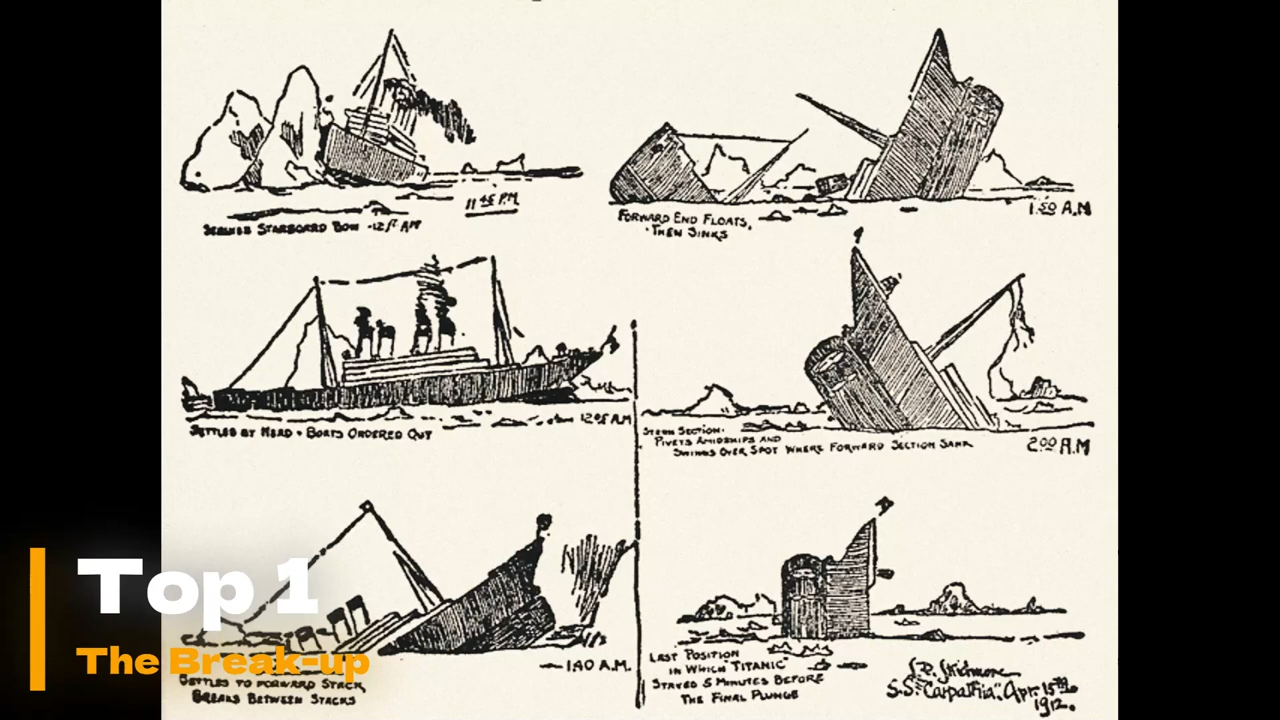 11 45 P.M
STRIKES STARBOARD BOW -12 FT AFT
SETTLES BY HEAD - BOATS ORDERED OUT
12 05 A.M
1 40 A.M.
SETTLES TO FORWARD STACK,
BREAKS BETWEEN STACKS
FORWARD END FLOATS,
THEN SINKS
1 50 A.M
STERN SECTION.
PIVETS AMIDSHIPS AND
SWINGS OVER SPOT WHERE FORWARD SECTION SANK
2 00 A.M
LAST POSITION
IN WHICH "TITANIC"
STAYED 5 MINUTES BEFORE
THE FINAL PLUNGE
L.P. Skidmore
S.S. "Carpathia". Apr. 15th
1912.
Top 1
The Break-up